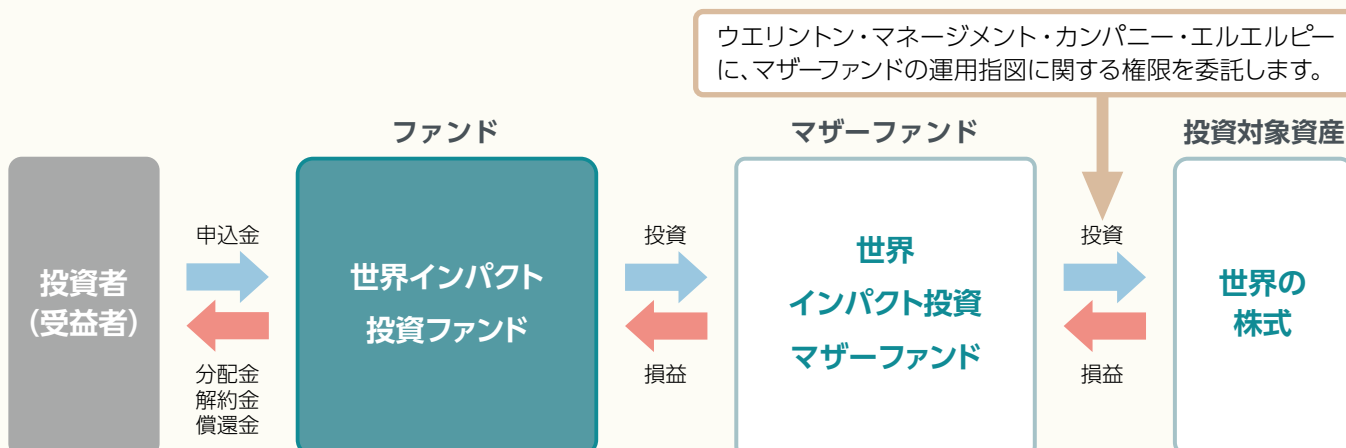 ウエリントン・マネージメント・カンパニー・エルエルピー
に、マザーファンドの運用指図に関する権限を委託します。
ファンド
マザーファンド
投資対象資産
投資者
(受益者)
申込金
分配金
解約金
償還金
世界インパクト
投資ファンド
投資
損益
世界
インパクト投資
マザーファンド
投資
損益
世界の
株式